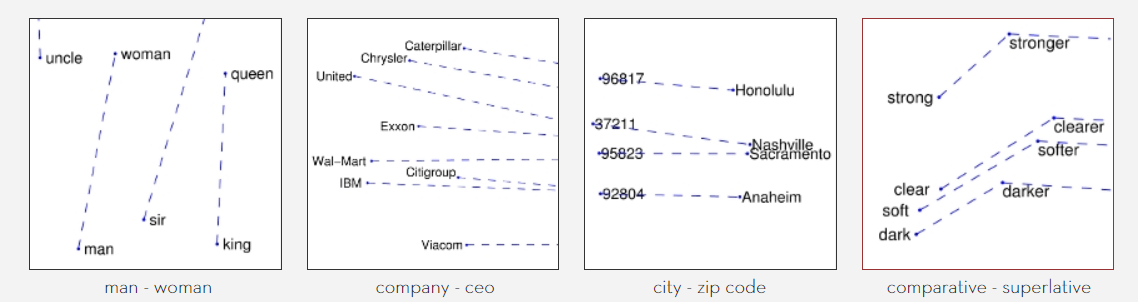 uncle
woman
queen
sir
man
king
man - woman
Caterpillar
Chrysler
United
Exxon
Wal-Mart
Citigroup
IBM
Viacom
company - ceo
96817
Honolulu
37211
Nashville
95823
Sacramento
92804
Anaheim
city - zip code
stronger
strong
clearer
softer
clear
darker
soft
dark
comparative - superlative